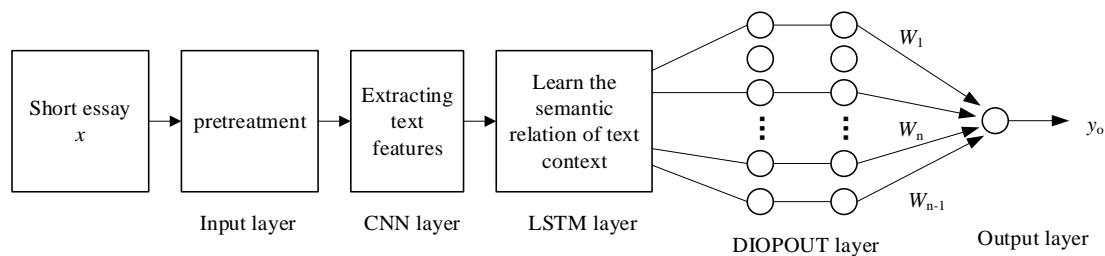 Short essay
x
pretreatment
Extracting
text
features
Learn the
semantic
relation of text
context
W1
Wn
Wn-1
yo
Input layer
CNN layer
LSTM layer
DIOPOUT layer
Output layer